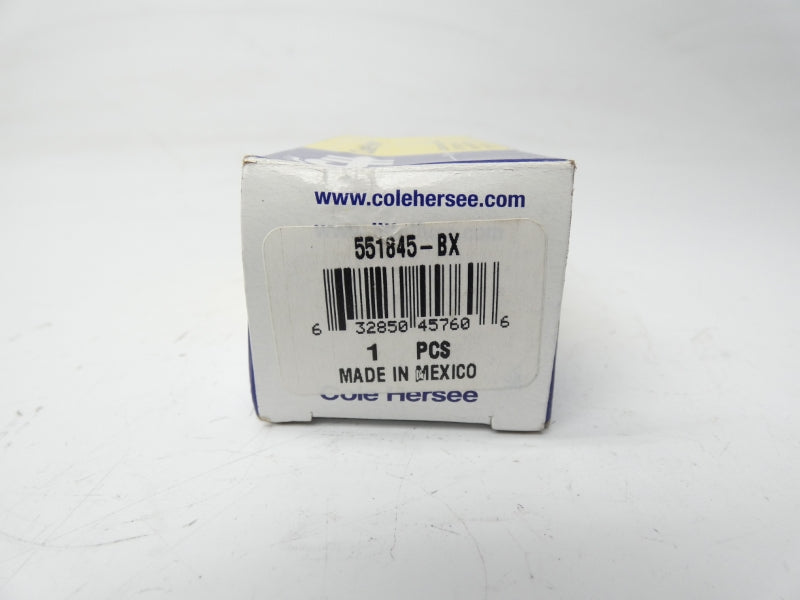 www.colehersee.com
551845-BX
6 32850 45760 6
1 PCS
MADE IN MEXICO
Cole Hersee